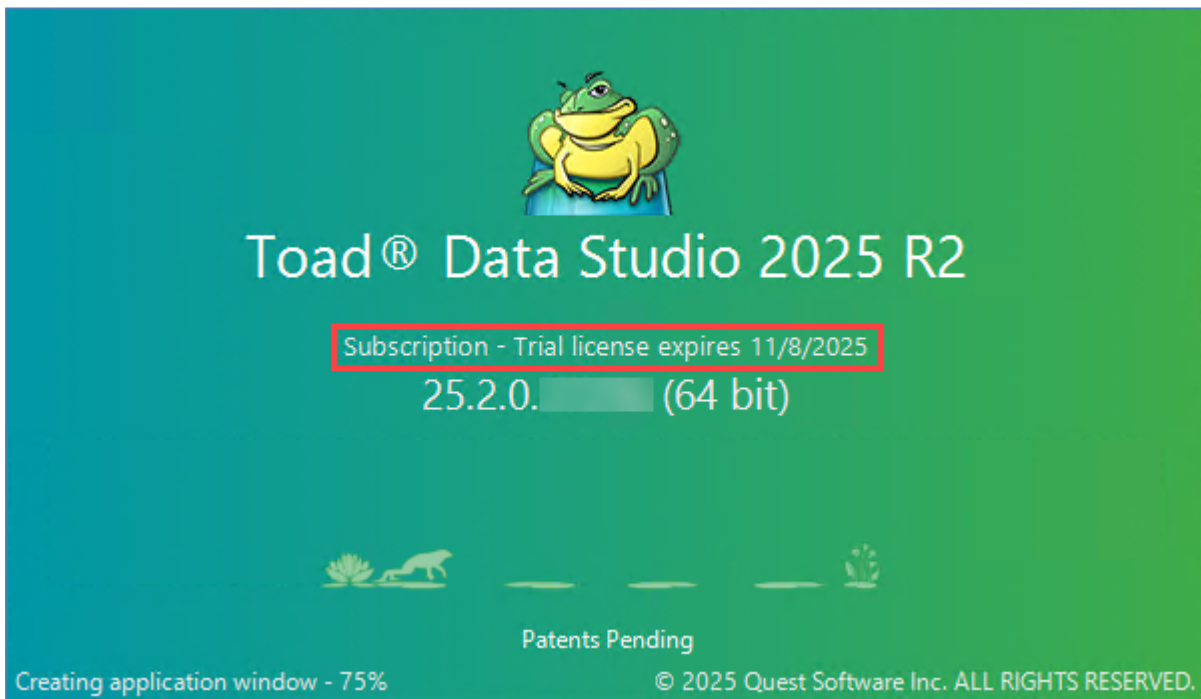 Toad® Data Studio 2025 R2
Subscription - Trial license expires 11/8/2025
25.2.0. (64 bit)
Patents Pending
Creating application window - 75%
© 2025 Quest Software Inc. ALL RIGHTS RESERVED.